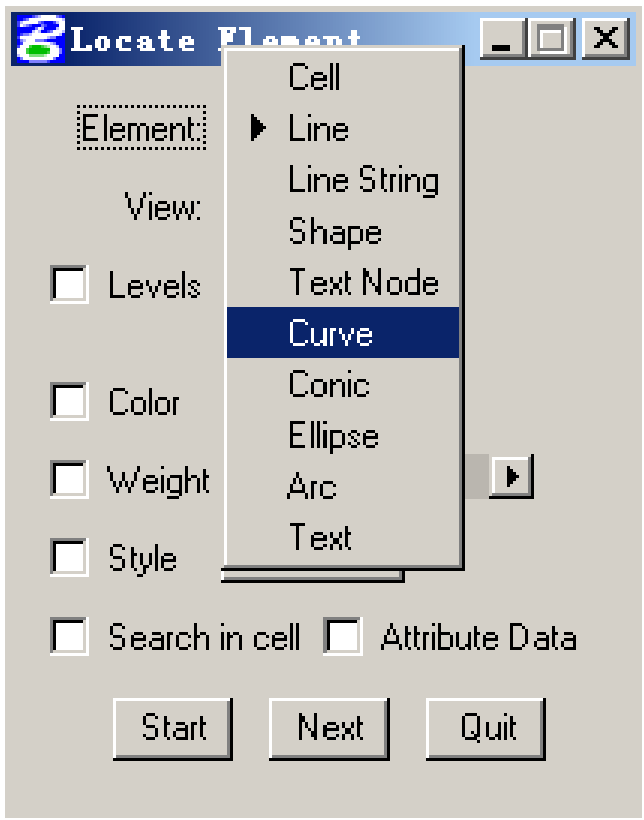 Locate Element
Cell
Element: Line
Line String
View:
Shape
Levels Text Node
Curve
Color Conic
Ellipse
Weight Arc
Style Text
Search in cell Attribute Data
Start Next Quit